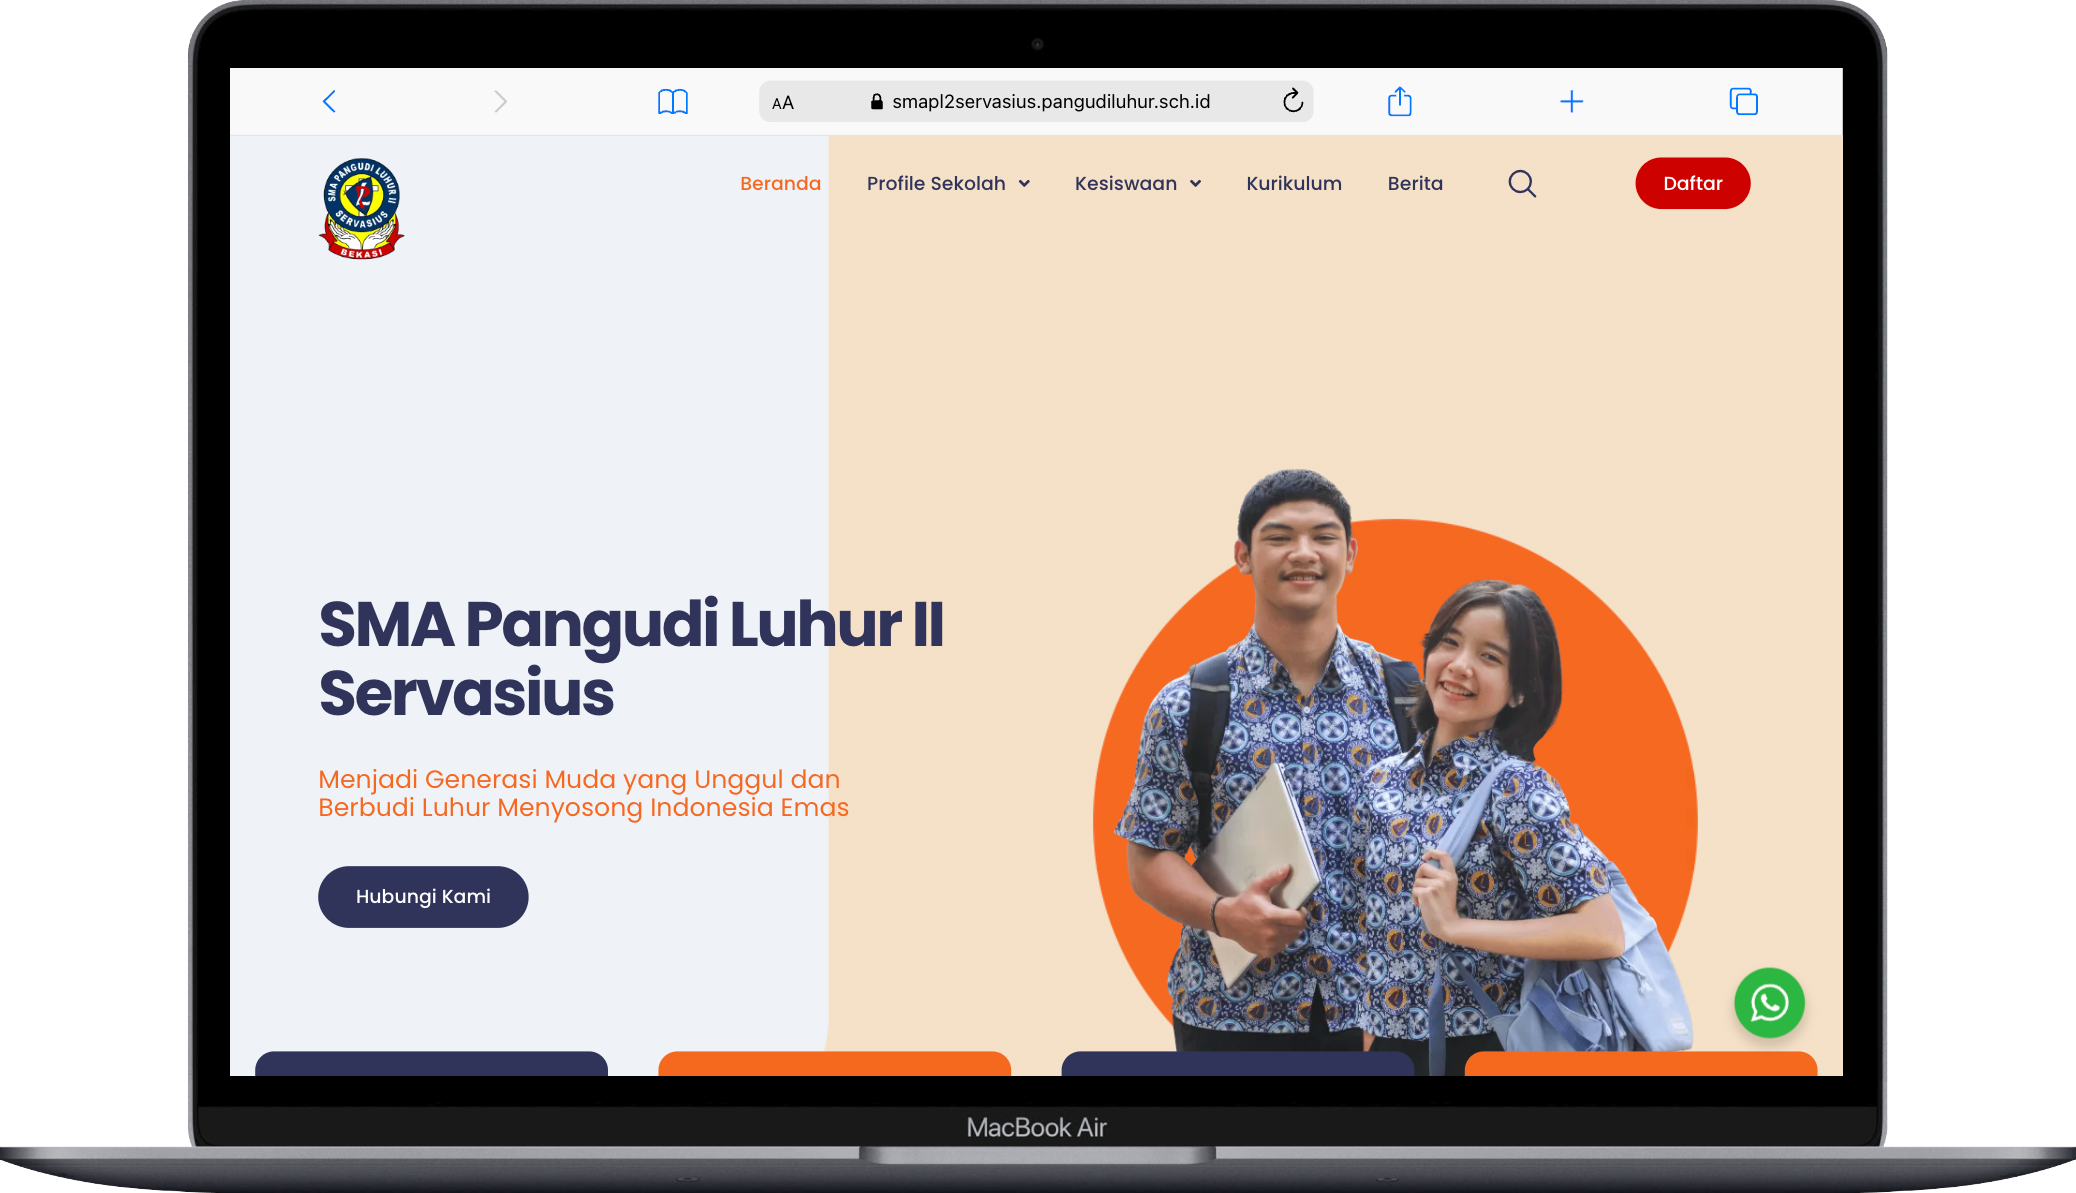 AA smapl2servasius.pangudiluhur.sch.id
SMA PANGUDI LUHUR II
SERVASIUS
BEKASI
Beranda Profile Sekolah Kesiswaan Kurikulum Berita Daftar
SMA Pangudi Luhur II
Servasius
Menjadi Generasi Muda yang Unggul dan
Berbudi Luhur Menyosong Indonesia Emas
Hubungi Kami
MacBook Air